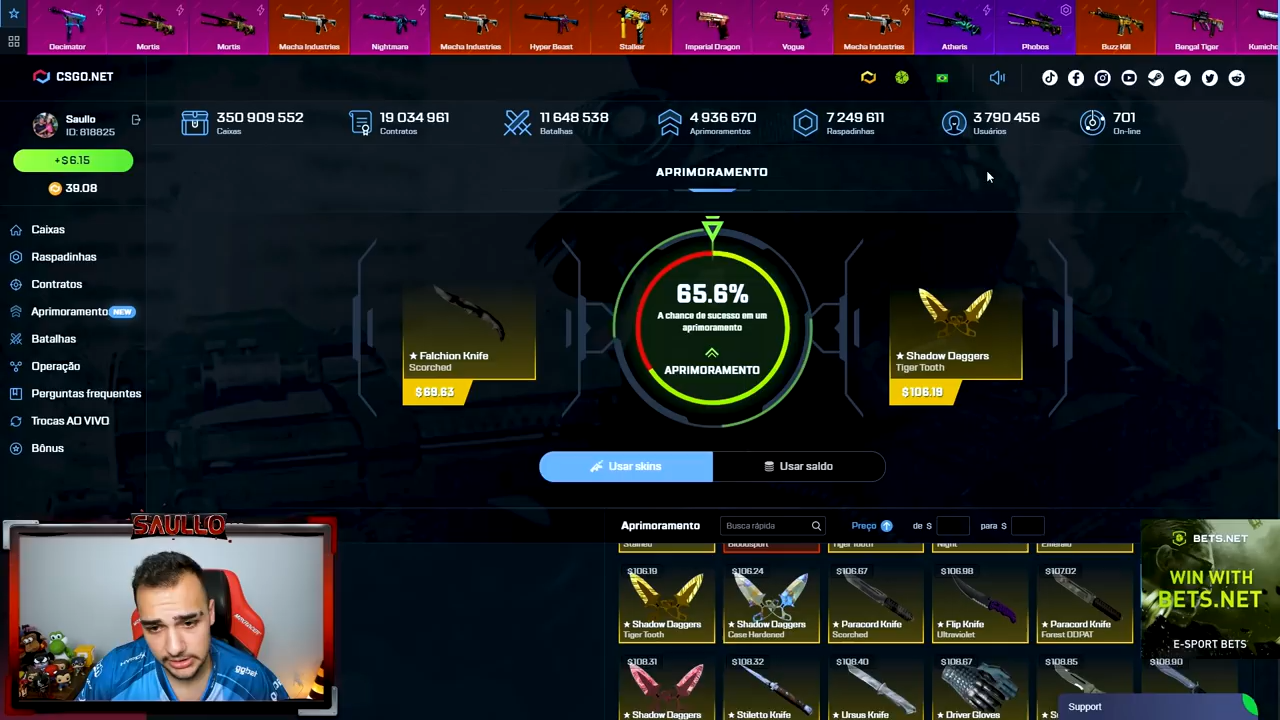 Decimator
Mortis
Mortis
Mecha Industries
Nightmare
Mecha Industries
Hyper Beast
Stalker
Imperial Dragon
Vogue
Mecha Industries
Atheris
Phobos
Buzz Kill
Bengal Tiger
CSGO.NET
Saullo
ID: 818825
+$6.15
39.08
350 909 552
Caixas
19 034 961
Contratos
11 648 538
Batalhas
4 936 670
Aprimoramentos
7 249 611
Raspadinhas
3 790 456
Usuários
701
On-line
APRIMORAMENTO
Caixas
Raspadinhas
Contratos
Aprimoramento NEW
Batalhas
Operação
Perguntas frequentes
Trocas AO VIVO
Bônus
★ Falchion Knife
Scorched
$69.63
65.6%
A chance de sucesso em um
aprimoramento
APRIMORAMENTO
★ Shadow Daggers
Tiger Tooth
$106.19
Usar skins
Usar saldo
Aprimoramento
Busca rápida
Preço
de $
para $
Stained
Bloodsport
Tiger Tooth
Night
Emerald
$106.19
★ Shadow Daggers
Tiger Tooth
$106.24
★ Shadow Daggers
Case Hardened
$106.67
★ Paracord Knife
Scorched
$106.98
★ Flip Knife
Ultraviolet
$107.02
★ Paracord Knife
Forest DDPAT
$108.31
★ Shadow Daggers
$108.32
★ Stiletto Knife
$108.40
★ Ursus Knife
$108.67
★ Driver Gloves
$108.85
$108.90
BETS.NET
WIN WITH
BETS.NET
E-SPORT BETS
Support
SAULLO
HYPERX
ggbet